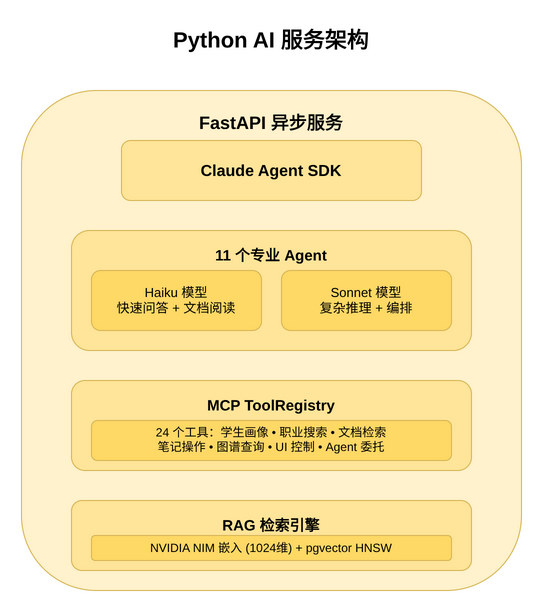 Python AI 服务架构
FastAPI 异步服务
Claude Agent SDK
11 个专业 Agent
Haiku 模型
快速问答 + 文档阅读
Sonnet 模型
复杂推理 + 编排
MCP ToolRegistry
24 个工具：学生画像 • 职业搜索 • 文档检索
笔记操作 • 图谱查询 • UI 控制 • Agent 委托
RAG 检索引擎
NVIDIA NIM 嵌入 (1024维) + pgvector HNSW